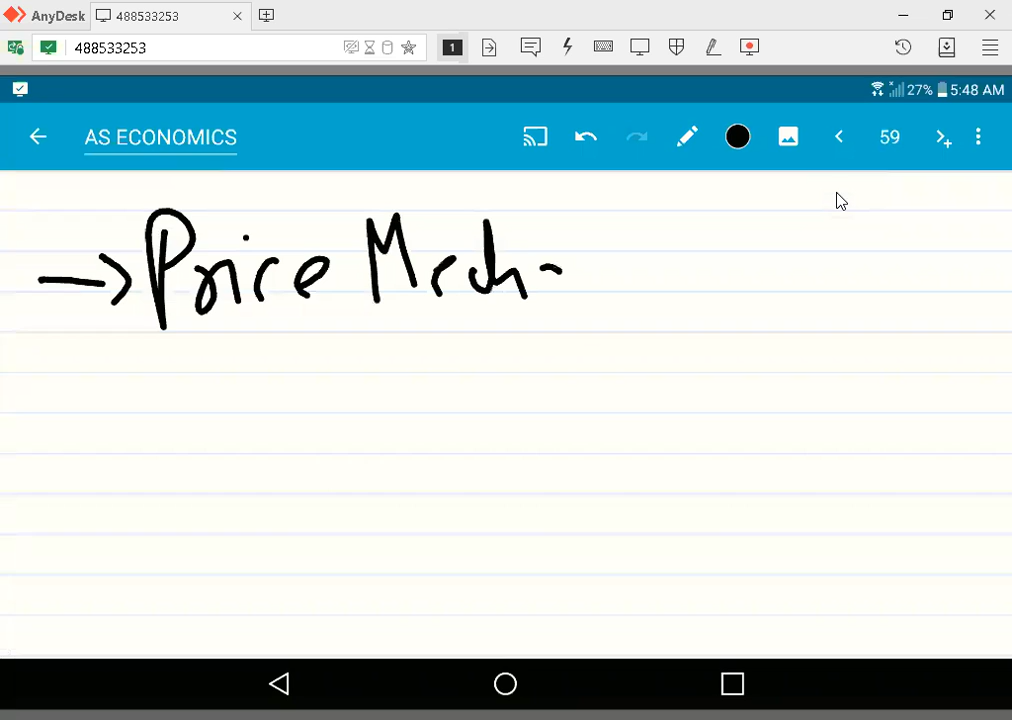 AnyDesk 488533253
488533253 1
27% 5:48 AM
AS ECONOMICS 59
→ Price Mech -